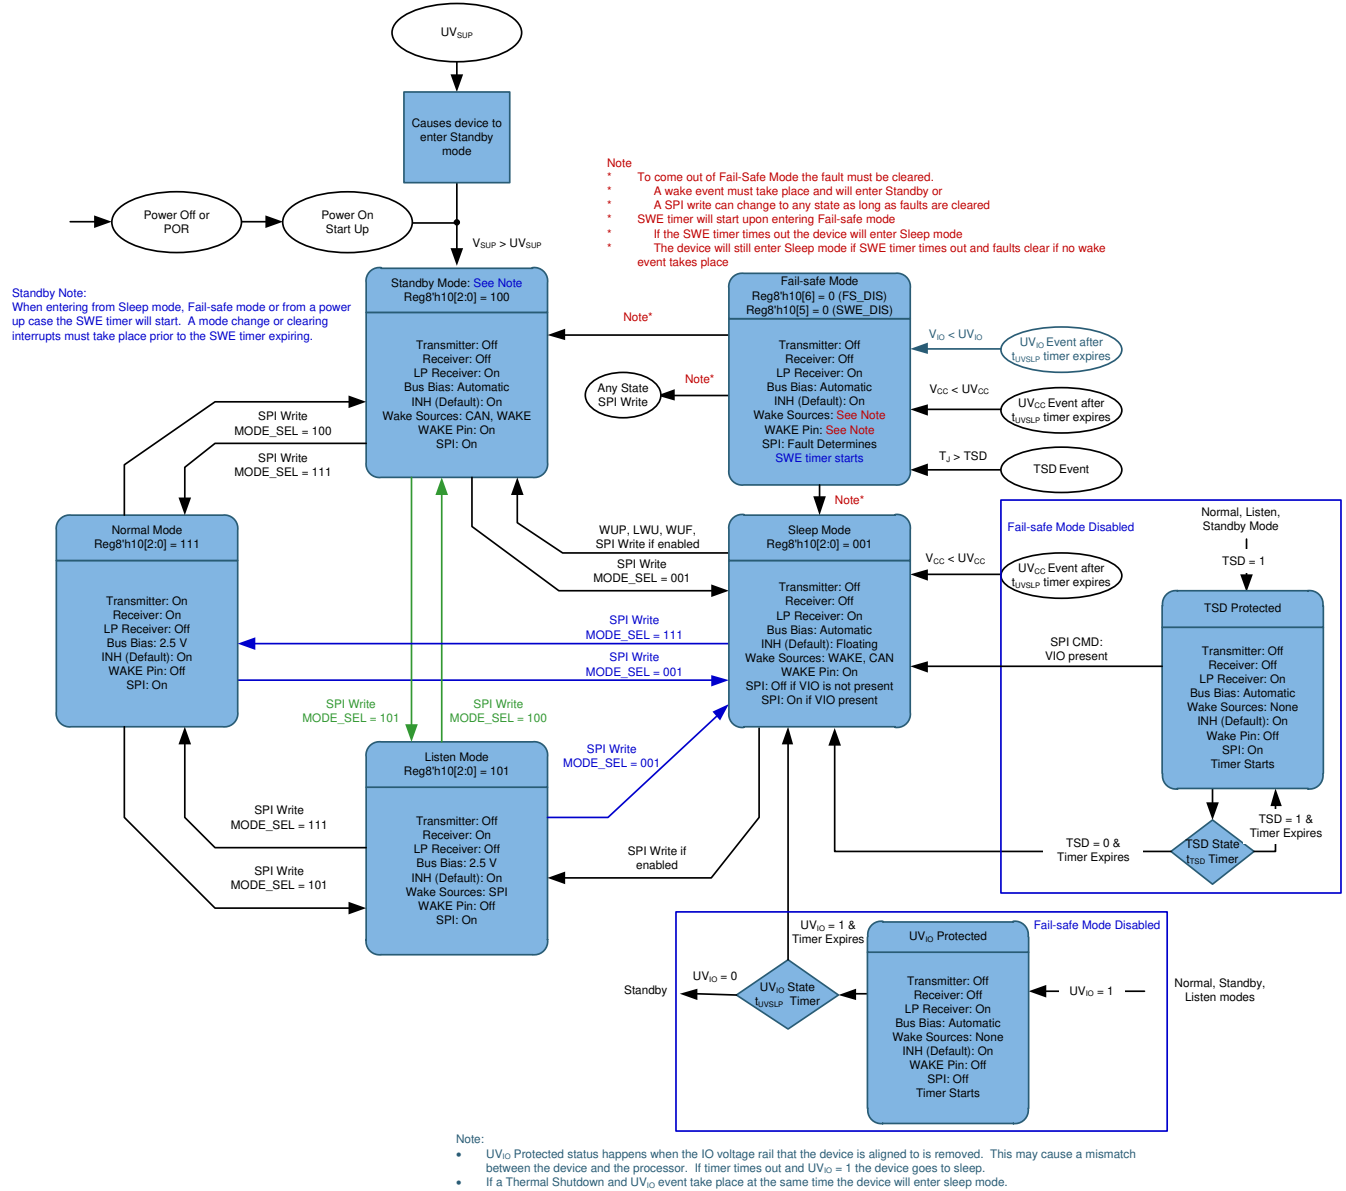 UVSUP
Causes device to
enter Standby
mode
Power Off or
POR
Power On
Start Up
VSUP > UVSUP
Note
* To come out of Fail-Safe Mode the fault must be cleared.
* A wake event must take place and will enter Standby or
* A SPI write can change to any state as long as faults are cleared
* SWE timer will start upon entering Fail-safe mode
* If the SWE timer times out the device will enter Sleep mode
* The device will still enter Sleep mode if SWE timer times out and faults clear if no wake
event takes place
Standby Note:
When entering from Sleep mode, Fail-safe mode or from a power
up case the SWE timer will start. A mode change or clearing
interrupts must take place prior to the SWE timer expiring.
Standby Mode: See Note
Reg8'h10[2:0] = 100
Transmitter: Off
Receiver: Off
LP Receiver: On
Bus Bias: Automatic
INH (Default): On
Wake Sources: CAN, WAKE
WAKE Pin: On
SPI: On
Note*
Any State
SPI Write
Note*
Fail-safe Mode
Reg8'h10[6] = 0 (FS_DIS)
Reg8'h10[5] = 0 (SWE_DIS)
Transmitter: Off
Receiver: Off
LP Receiver: On
Bus Bias: Automatic
INH (Default): On
Wake Sources: See Note
WAKE Pin: See Note
SPI: Fault Determines
SWE timer starts
VIO < UVIO
UVIO Event after
tUVSLP timer expires
VCC < UVCC
UVCC Event after
tUVSLP timer expires
TJ > TSD
TSD Event
Note*
SPI Write
MODE_SEL = 100
SPI Write
MODE_SEL = 111
Normal Mode
Reg8'h10[2:0] = 111
Transmitter: On
Receiver: On
LP Receiver: Off
Bus Bias: 2.5 V
INH (Default): On
WAKE Pin: Off
SPI: On
WUP, LWU, WUF,
SPI Write if enabled
SPI Write
MODE_SEL = 001
SPI Write
MODE_SEL = 111
SPI Write
MODE_SEL = 001
SPI Write
MODE_SEL = 101
SPI Write
MODE_SEL = 100
SPI Write
MODE_SEL = 001
Sleep Mode
Reg8'h10[2:0] = 001
Transmitter: Off
Receiver: Off
LP Receiver: On
Bus Bias: Automatic
INH (Default): Floating
Wake Sources: WAKE, CAN
WAKE Pin: On
SPI: Off if VIO is not present
SPI: On if VIO present
VCC < UVCC
UVCC Event after
tUVSLP timer expires
Fail-safe Mode Disabled
Normal, Listen,
Standby Mode
TSD = 1
TSD Protected
Transmitter: Off
Receiver: Off
LP Receiver: On
Bus Bias: Automatic
Wake Sources: None
INH (Default): On
Wake Pin: Off
SPI: On
Timer Starts
SPI CMD:
VIO present
TSD = 1 &
Timer Expires
TSD State
tTSD Timer
TSD = 0 &
Timer Expires
Listen Mode
Reg8'h10[2:0] = 101
Transmitter: Off
Receiver: On
LP Receiver: Off
Bus Bias: 2.5 V
INH (Default): On
Wake Sources: SPI
WAKE Pin: Off
SPI: On
SPI Write
MODE_SEL = 111
SPI Write
MODE_SEL = 101
SPI Write if
enabled
UVIO = 1 &
Timer Expires
Fail-safe Mode Disabled
UVIO Protected
Transmitter: Off
Receiver: Off
LP Receiver: On
Bus Bias: Automatic
Wake Sources: None
INH (Default): On
WAKE Pin: Off
SPI: Off
Timer Starts
UVIO = 1
Normal, Standby,
Listen modes
UVIO State
tUVSLP Timer
UVIO = 0
Standby
Note:
• UVIO Protected status happens when the IO voltage rail that the device is aligned to is removed. This may cause a mismatch
between the device and the processor. If timer times out and UVIO = 1 the device goes to sleep.
• If a Thermal Shutdown and UVIO event take place at the same time the device will enter sleep mode.